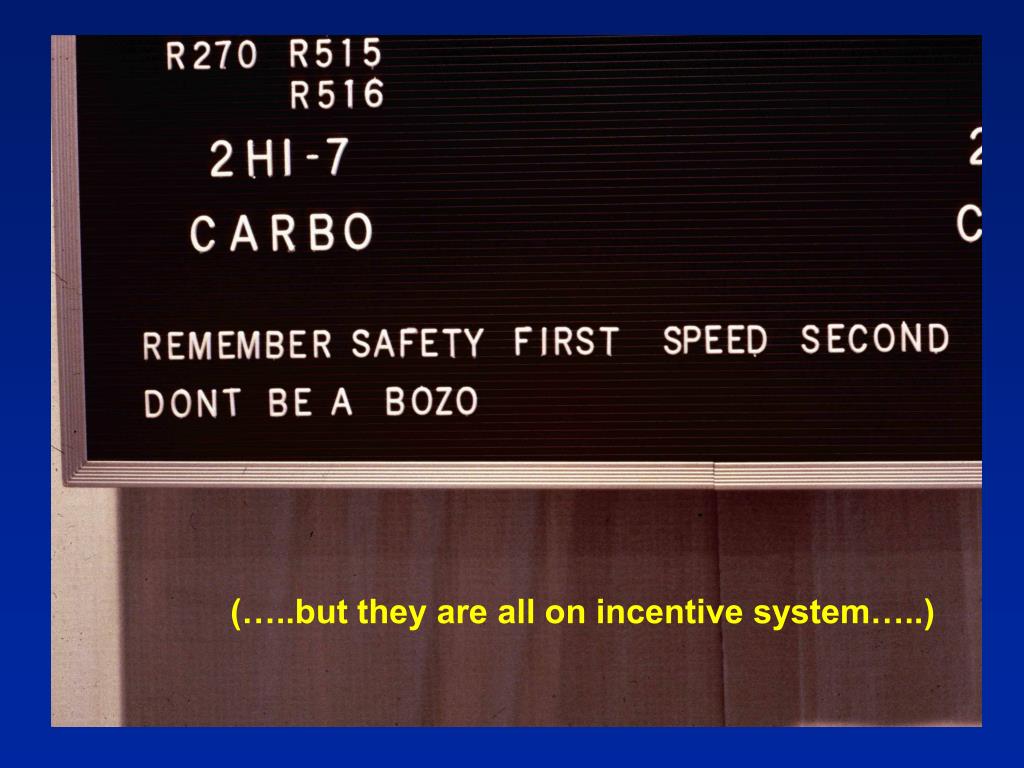 R270 R515
R516
2HI-7
2
CARBO
C
REMEMBER SAFETY FIRST SPEED SECOND
DONT BE A BOZO
(…..but they are all on incentive system…..)